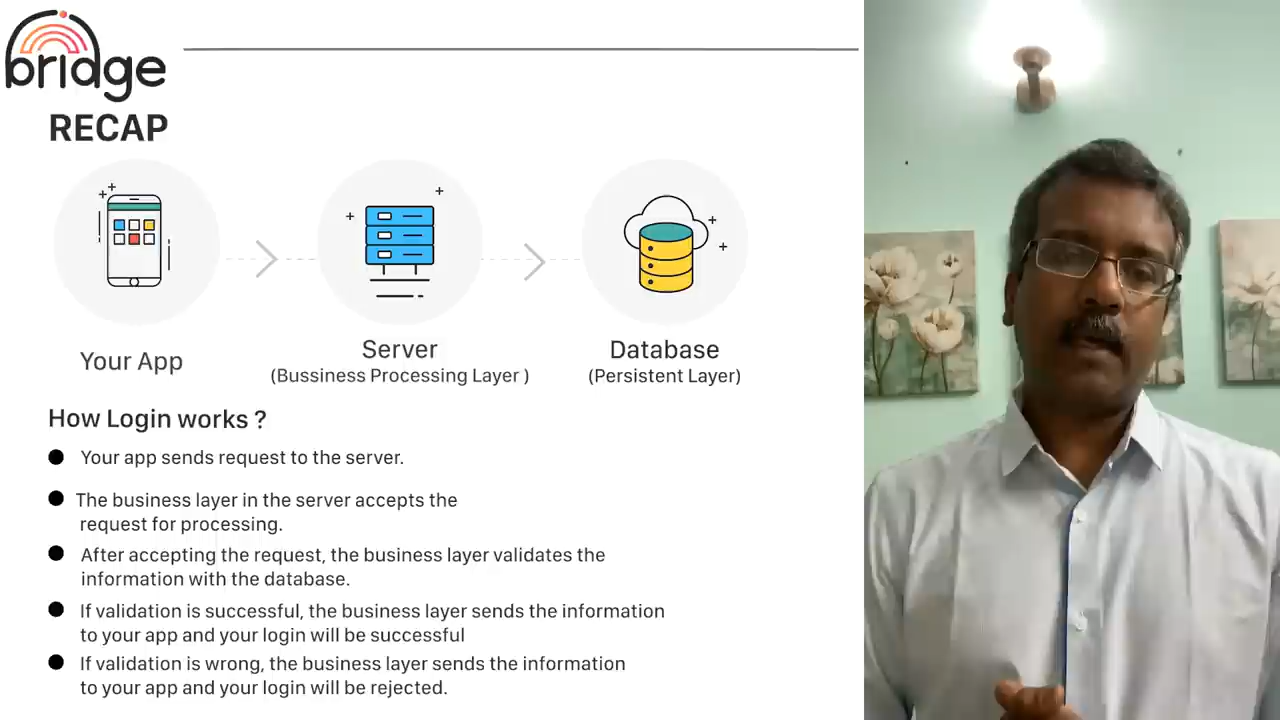 bridge
RECAP
Your App
Server
(Bussiness Processing Layer )
Database
(Persistent Layer)
How Login works ?
Your app sends request to the server.
The business layer in the server accepts the
request for processing.
After accepting the request, the business layer validates the
information with the database.
If validation is successful, the business layer sends the information
to your app and your login will be successful
If validation is wrong, the business layer sends the information
to your app and your login will be rejected.